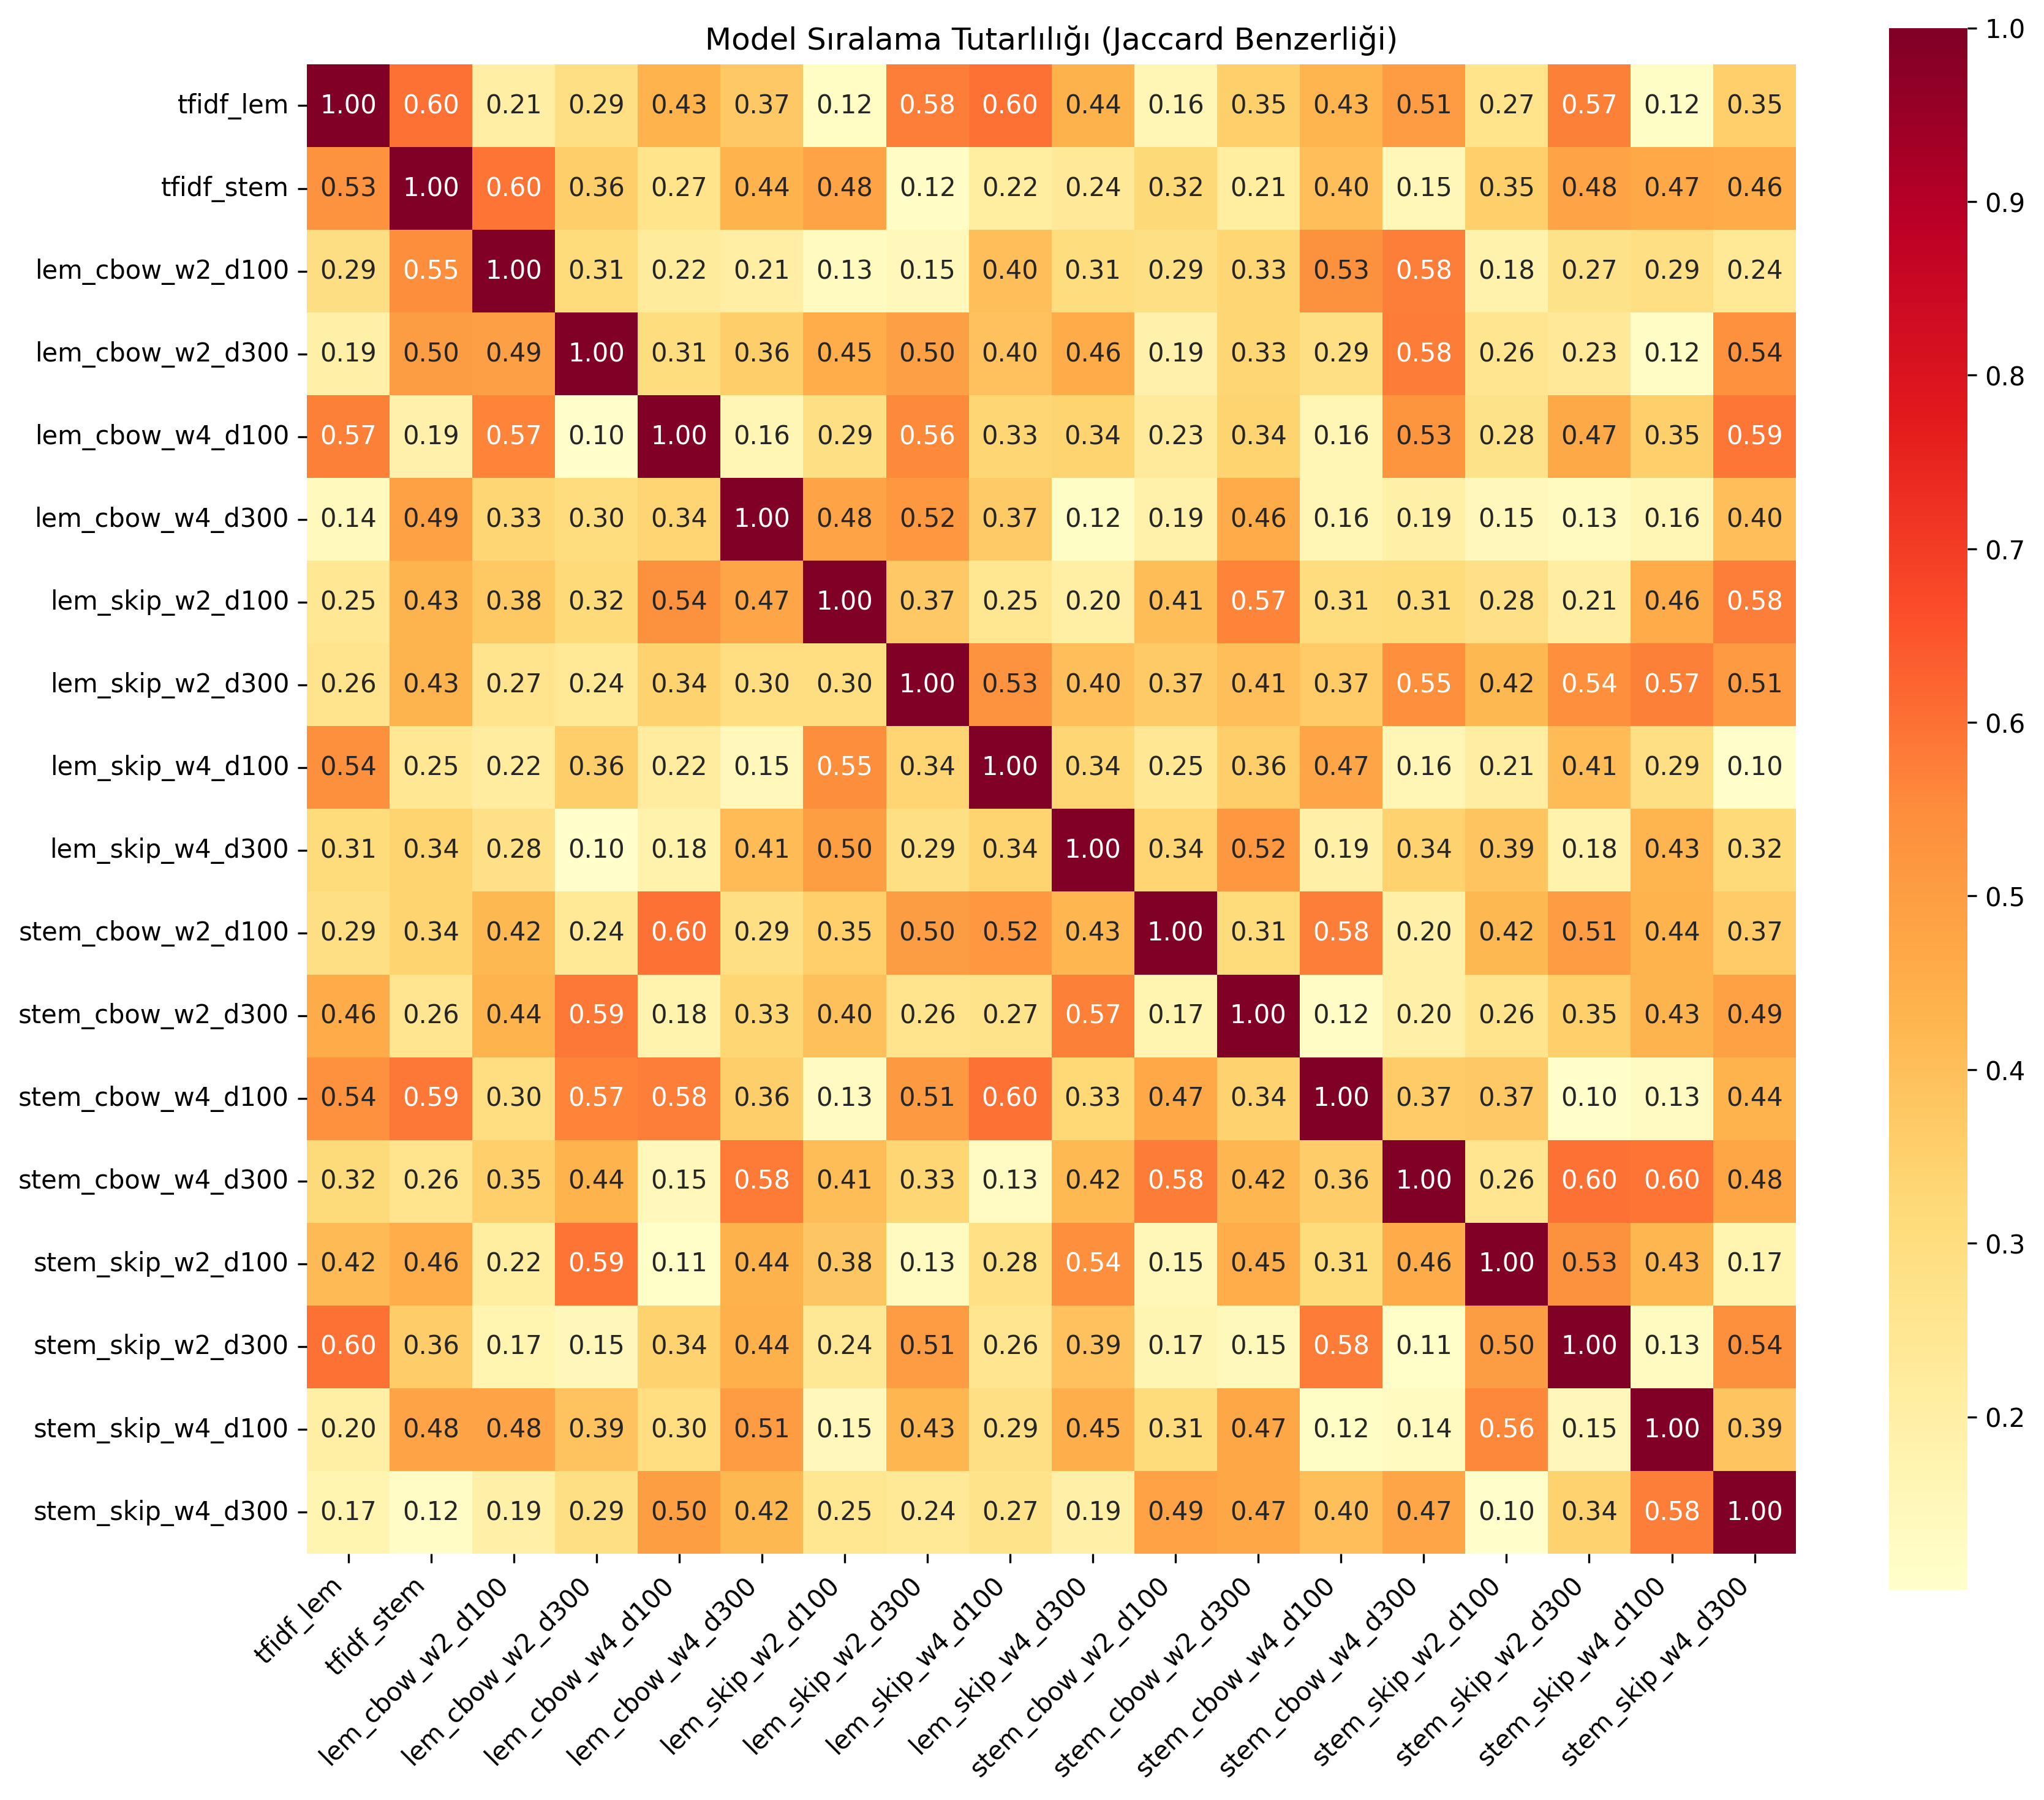 Model Sıralama Tutarlılığı (Jaccard Benzerliği)
tfidf_lem 1.00 0.60 0.21 0.29 0.43 0.37 0.12 0.58 0.60 0.44 0.16 0.35 0.43 0.51 0.27 0.57 0.12 0.35
tfidf_stem 0.53 1.00 0.60 0.36 0.27 0.44 0.48 0.12 0.22 0.24 0.32 0.21 0.40 0.15 0.35 0.48 0.47 0.46
lem_cbow_w2_d100 0.29 0.55 1.00 0.31 0.22 0.21 0.13 0.15 0.40 0.31 0.29 0.33 0.53 0.58 0.18 0.27 0.29 0.24
lem_cbow_w2_d300 0.19 0.50 0.49 1.00 0.31 0.36 0.45 0.50 0.40 0.46 0.19 0.33 0.29 0.58 0.26 0.23 0.12 0.54
lem_cbow_w4_d100 0.57 0.19 0.57 0.10 1.00 0.16 0.29 0.56 0.33 0.34 0.23 0.34 0.16 0.53 0.28 0.47 0.35 0.59
lem_cbow_w4_d300 0.14 0.49 0.33 0.30 0.34 1.00 0.48 0.52 0.37 0.12 0.19 0.46 0.16 0.19 0.15 0.13 0.16 0.40
lem_skip_w2_d100 0.25 0.43 0.38 0.32 0.54 0.47 1.00 0.37 0.25 0.20 0.41 0.57 0.31 0.31 0.28 0.21 0.46 0.58
lem_skip_w2_d300 0.26 0.43 0.27 0.24 0.34 0.30 0.30 1.00 0.53 0.40 0.37 0.41 0.37 0.55 0.42 0.54 0.57 0.51
lem_skip_w4_d100 0.54 0.25 0.22 0.36 0.22 0.15 0.55 0.34 1.00 0.34 0.25 0.36 0.47 0.16 0.21 0.41 0.29 0.10
lem_skip_w4_d300 0.31 0.34 0.28 0.10 0.18 0.41 0.50 0.29 0.34 1.00 0.34 0.52 0.19 0.34 0.39 0.18 0.43 0.32
stem_cbow_w2_d100 0.29 0.34 0.42 0.24 0.60 0.29 0.35 0.50 0.52 0.43 1.00 0.31 0.58 0.20 0.42 0.51 0.44 0.37
stem_cbow_w2_d300 0.46 0.26 0.44 0.59 0.18 0.33 0.40 0.26 0.27 0.57 0.17 1.00 0.12 0.20 0.26 0.35 0.43 0.49
stem_cbow_w4_d100 0.54 0.59 0.30 0.57 0.58 0.36 0.13 0.51 0.60 0.33 0.47 0.34 1.00 0.37 0.37 0.10 0.13 0.44
stem_cbow_w4_d300 0.32 0.26 0.35 0.44 0.15 0.58 0.41 0.33 0.13 0.42 0.58 0.42 0.36 1.00 0.26 0.60 0.60 0.48
stem_skip_w2_d100 0.42 0.46 0.22 0.59 0.11 0.44 0.38 0.13 0.28 0.54 0.15 0.45 0.31 0.46 1.00 0.53 0.43 0.17
stem_skip_w2_d300 0.60 0.36 0.17 0.15 0.34 0.44 0.24 0.51 0.26 0.39 0.17 0.15 0.58 0.11 0.50 1.00 0.13 0.54
stem_skip_w4_d100 0.20 0.48 0.48 0.39 0.30 0.51 0.15 0.43 0.29 0.45 0.31 0.47 0.12 0.14 0.56 0.15 1.00 0.39
stem_skip_w4_d300 0.17 0.12 0.19 0.29 0.50 0.42 0.25 0.24 0.27 0.19 0.49 0.47 0.40 0.47 0.10 0.34 0.58 1.00
tfidf_lem
tfidf_stem
lem_cbow_w2_d100
lem_cbow_w2_d300
lem_cbow_w4_d100
lem_cbow_w4_d300
lem_skip_w2_d100
lem_skip_w2_d300
lem_skip_w4_d100
lem_skip_w4_d300
stem_cbow_w2_d100
stem_cbow_w2_d300
stem_cbow_w4_d100
stem_cbow_w4_d300
stem_skip_w2_d100
stem_skip_w2_d300
stem_skip_w4_d100
stem_skip_w4_d300
1.0
0.9
0.8
0.7
0.6
0.5
0.4
0.3
0.2